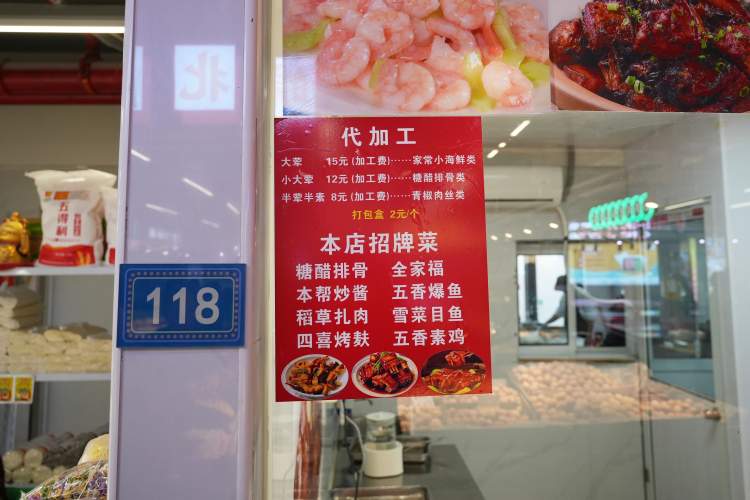 北
五得利
118
代加工
大荤 15元 (加工费)······家常小海鲜类
小大荤 12元 (加工费)······糖醋排骨类
半荤半素 8元 (加工费)······青椒肉丝类
打包盒 2元/个
本店招牌菜
糖醋排骨 全家福
本帮炒酱 五香爆鱼
稻草扎肉 雪菜目鱼
四喜烤麸 五香素鸡